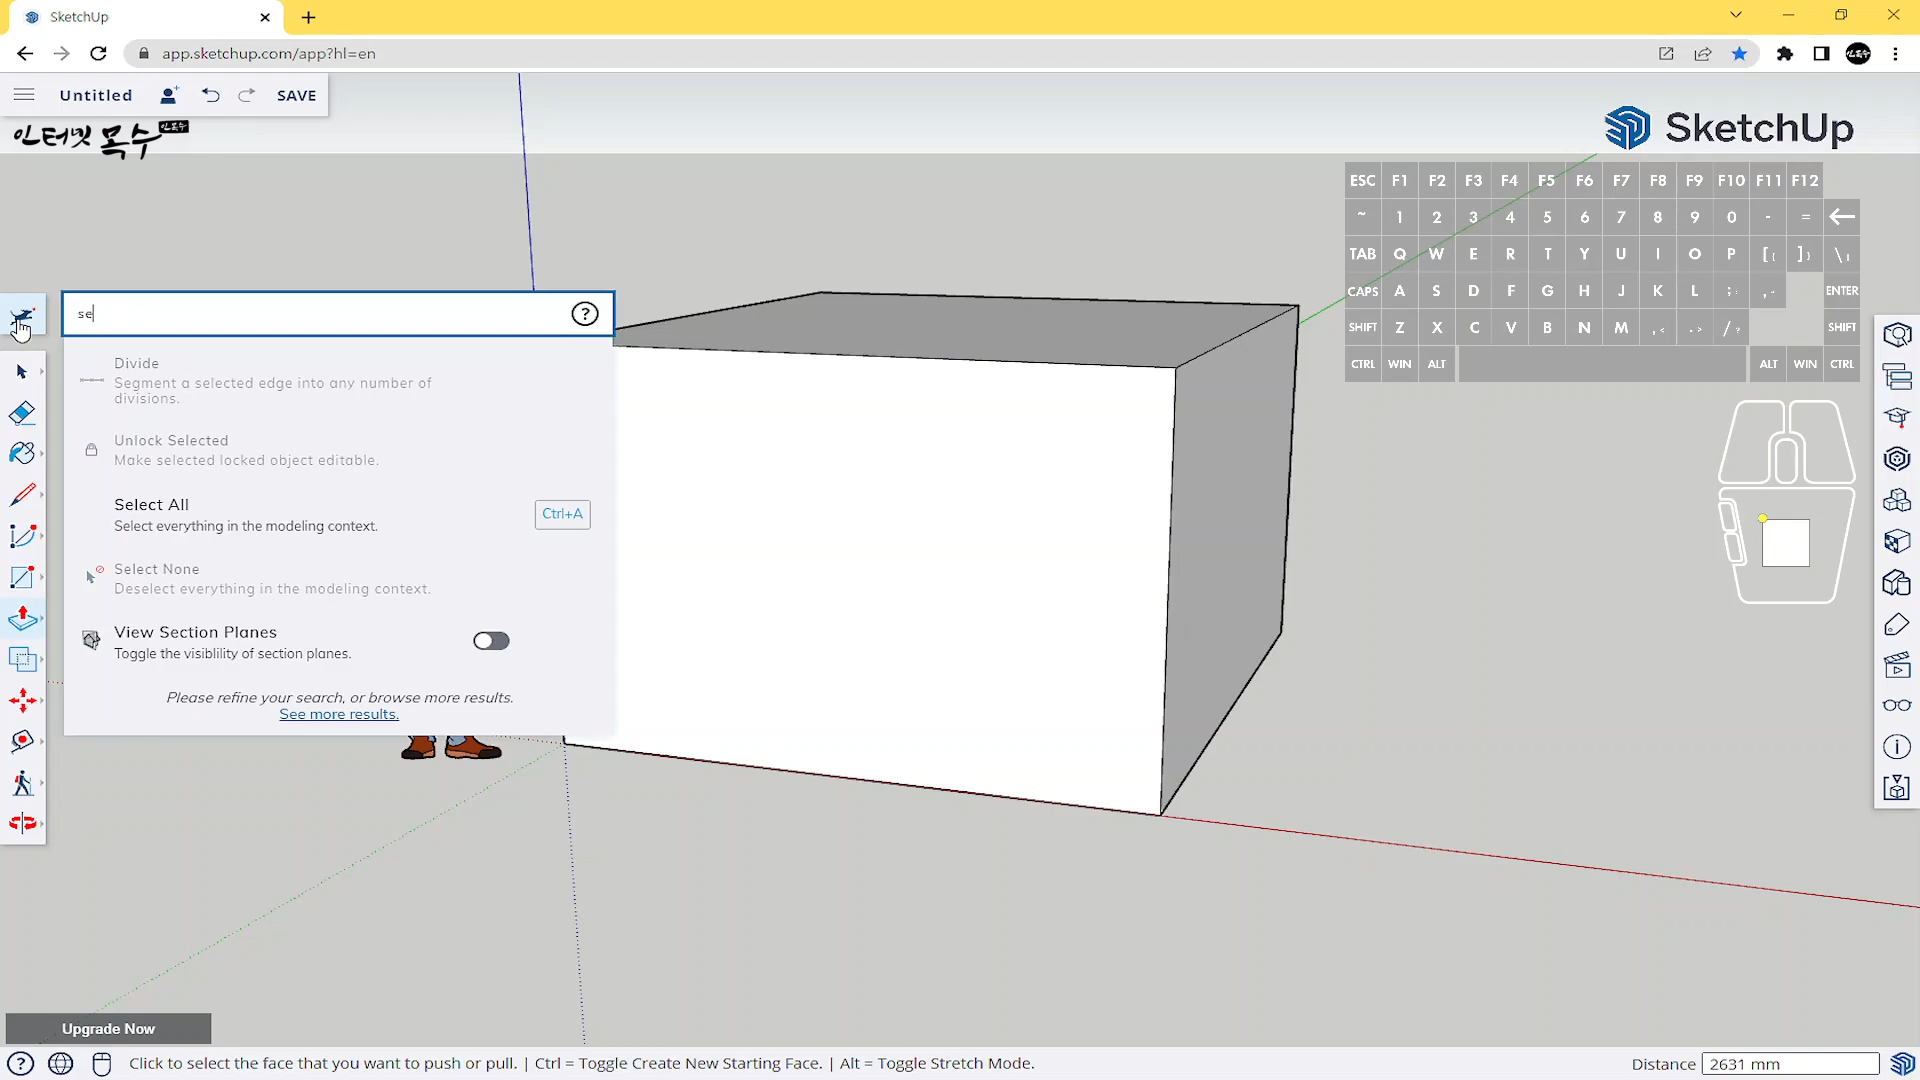 SketchUp
app.sketchup.com/app?hl=en
인목수
Untitled
SAVE
인터넷 목수 인목수
SketchUp
ESC F1 F2 F3 F4 F5 F6 F7 F8 F9 F10 F11 F12
~ 1 2 3 4 5 6 7 8 9 0 - =
TAB Q W E R T Y U I O P [{ ]} \|
CAPS A S D F G H J K L ;: ENTER
SHIFT Z X C V B N M ,< .> /? SHIFT
CTRL WIN ALT ALT WIN CTRL
se
?
Divide
Segment a selected edge into any number of
divisions.
Unlock Selected
Make selected locked object editable.
Select All
Select everything in the modeling context.
Ctrl+A
Select None
Deselect everything in the modeling context.
View Section Planes
Toggle the visiblility of section planes.
Please refine your search, or browse more results.
See more results.
Upgrade Now
Click to select the face that you want to push or pull. | Ctrl = Toggle Create New Starting Face. | Alt = Toggle Stretch Mode.
Distance 2631 mm